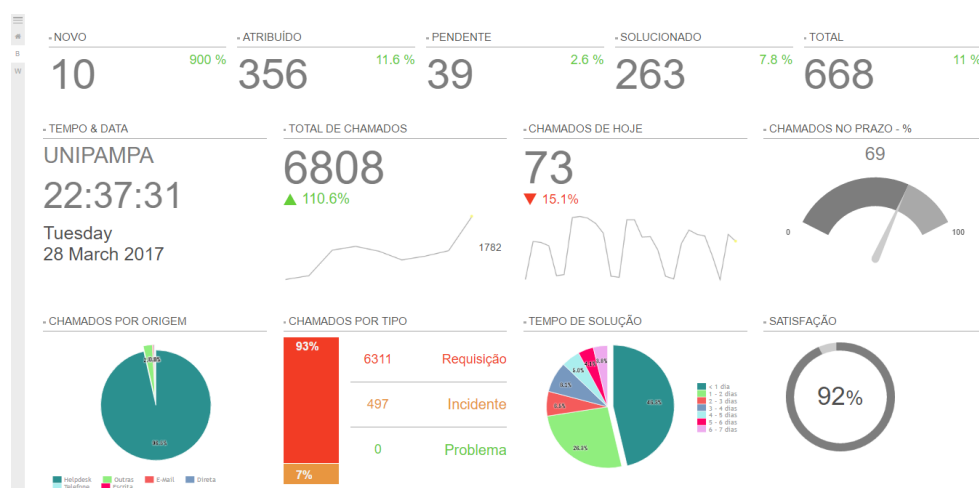 B
W
NOVO
10
900 %
ATRIBUÍDO
356
11.6 %
PENDENTE
39
2.6 %
SOLUCIONADO
263
7.8 %
TOTAL
668
11 %
TEMPO & DATA
UNIPAMPA
22:37:31
Tuesday
28 March 2017
TOTAL DE CHAMADOS
6808
110.6%
1782
CHAMADOS DE HOJE
73
15.1%
CHAMADOS NO PRAZO - %
69
0
100
CHAMADOS POR ORIGEM
Helpdesk
Outras
E-Mail
Direta
Telefone
Escrita
CHAMADOS POR TIPO
93%
7%
6311 Requisição
497 Incidente
0 Problema
TEMPO DE SOLUÇÃO
< 1 dia
1 - 2 dias
2 - 3 dias
3 - 4 dias
4 - 5 dias
5 - 6 dias
6 - 7 dias
SATISFAÇÃO
92%